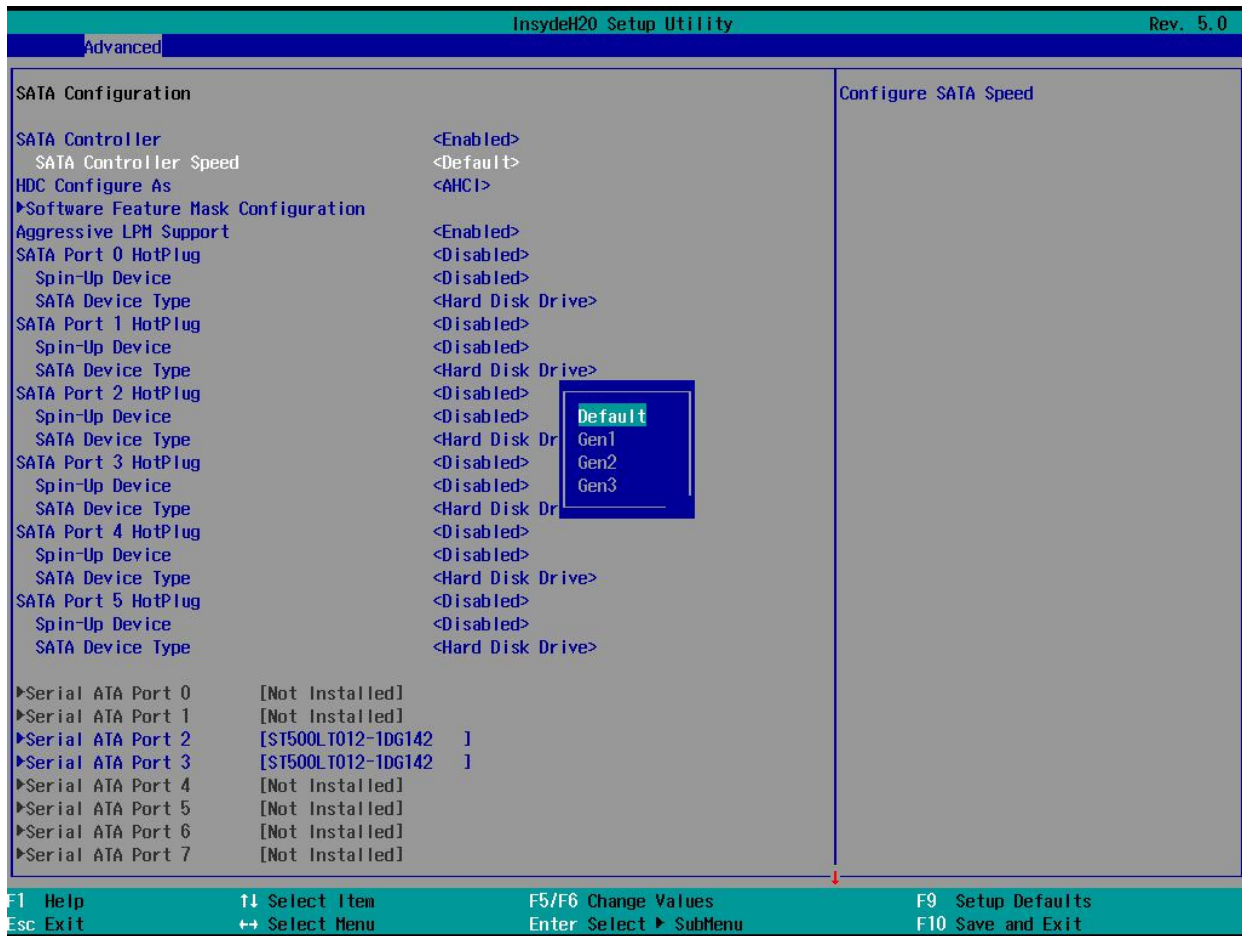 InsydeH20 Setup Utility Rev. 5.0
Advanced
SATA Configuration
Configure SATA Speed
SATA Controller <Enabled>
SATA Controller Speed <Default>
HDC Configure As <AHCI>
▶Software Feature Mask Configuration
Aggressive LPM Support <Enabled>
SATA Port 0 HotPlug <Disabled>
Spin-Up Device <Disabled>
SATA Device Type <Hard Disk Drive>
SATA Port 1 HotPlug <Disabled>
Spin-Up Device <Disabled>
SATA Device Type <Hard Disk Drive>
SATA Port 2 HotPlug <Disabled>
Spin-Up Device <Disabled>
SATA Device Type <Hard Disk Dr
SATA Port 3 HotPlug <Disabled>
Spin-Up Device <Disabled>
SATA Device Type <Hard Disk Dr
Default
Gen1
Gen2
Gen3
SATA Port 4 HotPlug <Disabled>
Spin-Up Device <Disabled>
SATA Device Type <Hard Disk Drive>
SATA Port 5 HotPlug <Disabled>
Spin-Up Device <Disabled>
SATA Device Type <Hard Disk Drive>
▶Serial ATA Port 0 [Not Installed]
▶Serial ATA Port 1 [Not Installed]
▶Serial ATA Port 2 [ST500LT012-1DG142 ]
▶Serial ATA Port 3 [ST500LT012-1DG142 ]
▶Serial ATA Port 4 [Not Installed]
▶Serial ATA Port 5 [Not Installed]
▶Serial ATA Port 6 [Not Installed]
▶Serial ATA Port 7 [Not Installed]
F1 Help ↑↓ Select Item F5/F6 Change Values F9 Setup Defaults
Esc Exit ↔ Select Menu Enter Select ▶ SubMenu F10 Save and Exit